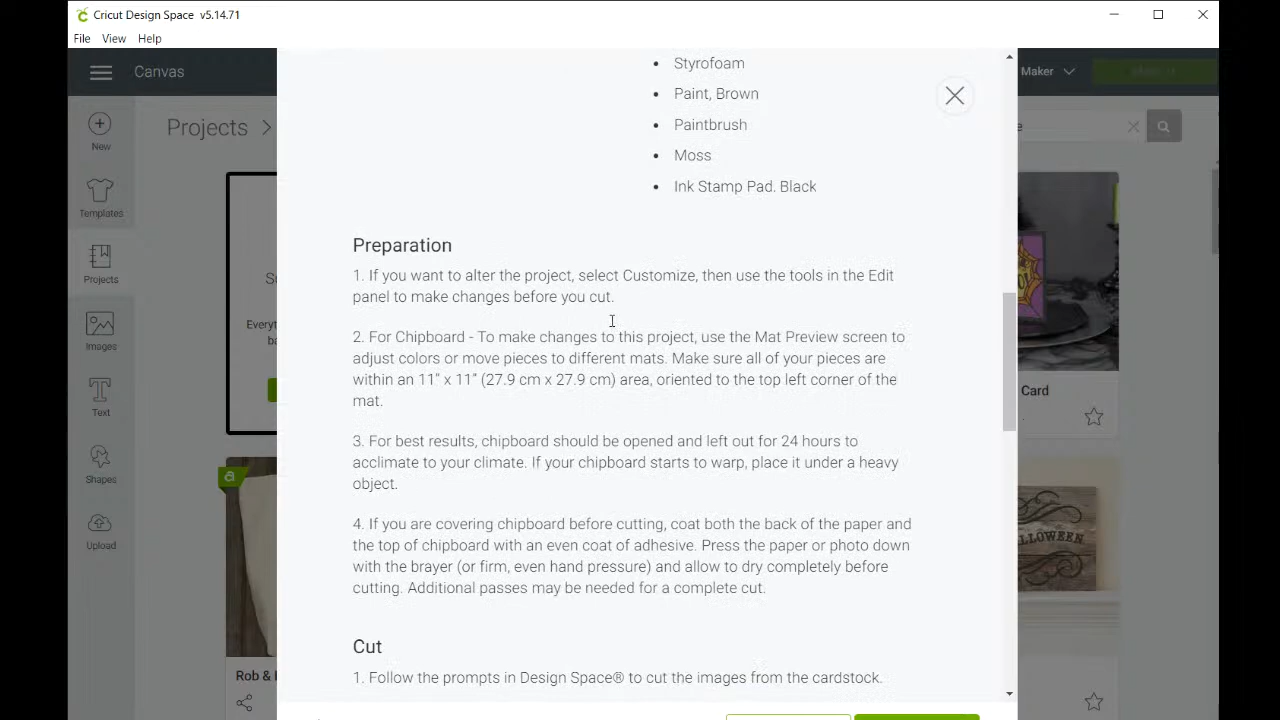 Cricut Design Space v5.14.71
File View Help
Canvas
Maker
Projects >
New
Templates
Projects
Images
Text
Shapes
Upload
• Styrofoam
• Paint, Brown
• Paintbrush
• Moss
• Ink Stamp Pad. Black
Preparation
1. If you want to alter the project, select Customize, then use the tools in the Edit
panel to make changes before you cut.
2. For Chipboard - To make changes to this project, use the Mat Preview screen to
adjust colors or move pieces to different mats. Make sure all of your pieces are
within an 11” x 11” (27.9 cm x 27.9 cm) area, oriented to the top left corner of the
mat.
3. For best results, chipboard should be opened and left out for 24 hours to
acclimate to your climate. If your chipboard starts to warp, place it under a heavy
object.
4. If you are covering chipboard before cutting, coat both the back of the paper and
the top of chipboard with an even coat of adhesive. Press the paper or photo down
with the brayer (or firm, even hand pressure) and allow to dry completely before
cutting. Additional passes may be needed for a complete cut.
Cut
1. Follow the prompts in Design Space® to cut the images from the cardstock.
Card
Rob &